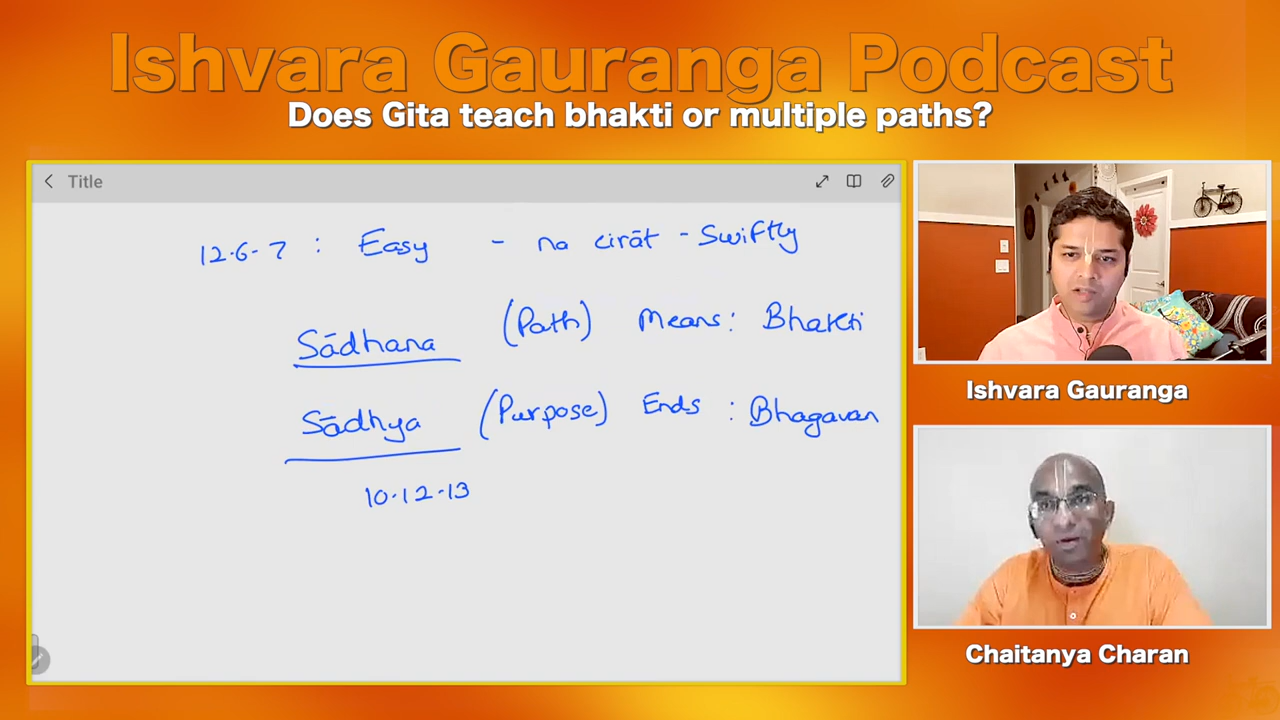 Ishvara Gauranga Podcast
Does Gita teach bhakti or multiple paths?
Title
12.6-7 : Easy - na cirāt - Swiftly
Sādhana (Path) Means: Bhakti
Sādhya (Purpose) Ends : Bhagavan
10.12-13
Ishvara Gauranga
Chaitanya Charan